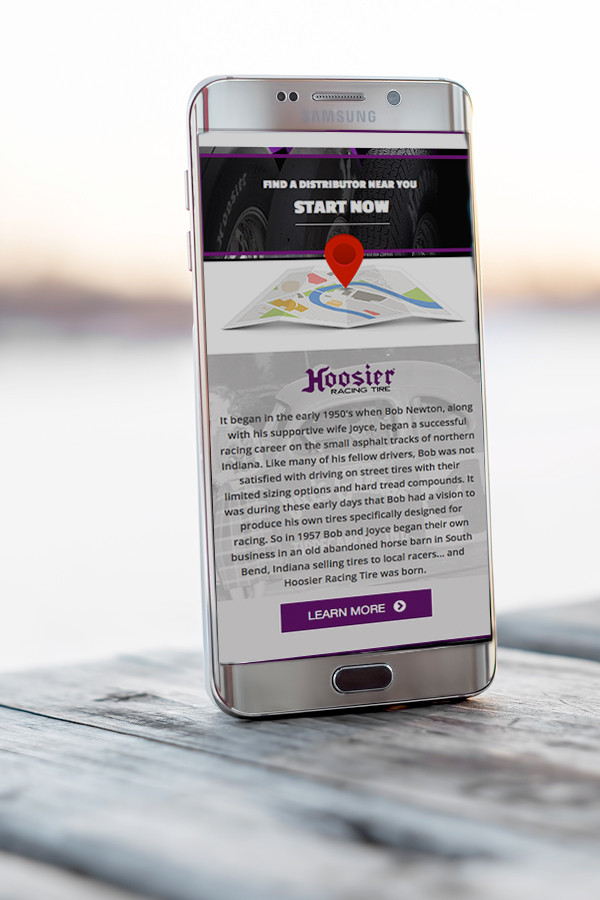 SAMSUNG
Hoosier
FIND A DISTRIBUTOR NEAR YOU
START NOW
Hoosier
RACING TIRE
It began in the early 1950's when Bob Newton, along
with his supportive wife Joyce, began a successful
racing career on the small asphalt tracks of northern
Indiana. Like many of his fellow drivers, Bob was not
satisfied with driving on street tires with their
limited sizing options and hard tread compounds. It
was during these early days that Bob had a vision to
produce his own tires specifically designed for
racing. So in 1957 Bob and Joyce began their own
business in an old abandoned horse barn in South
Bend, Indiana selling tires to local racers... and
Hoosier Racing Tire was born.
LEARN MORE